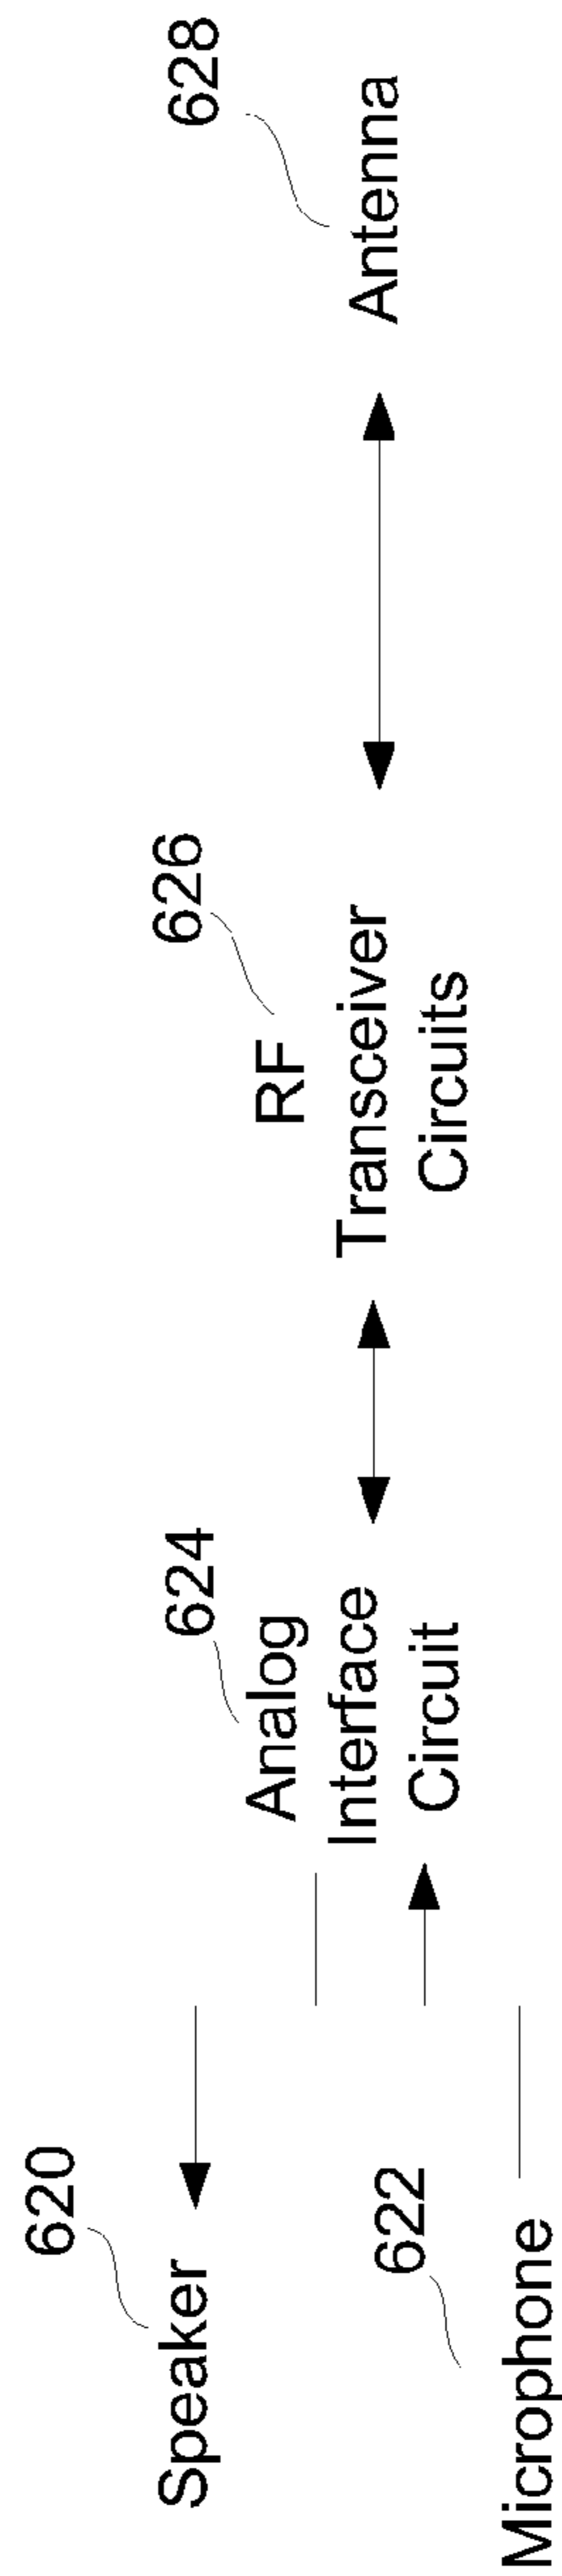 620
Speaker
622
Microphone
624
Analog
Interface
Circuit
626
RF
Transceiver
Circuits
628
Antenna